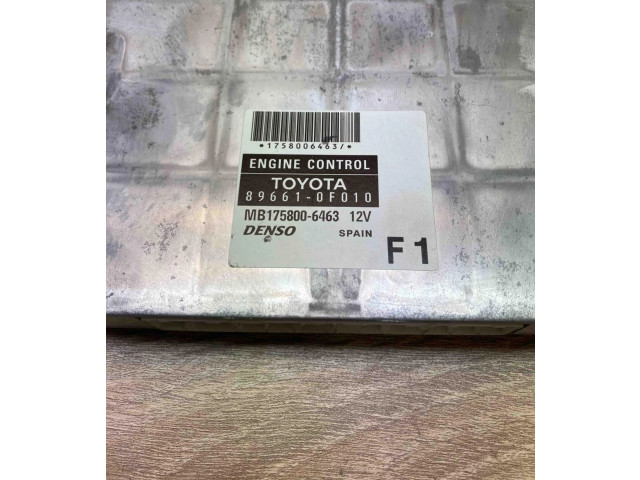 *1758006463/*
ENGINE CONTROL
TOYOTA
89661-0F010
MB175800-6463 12V
DENSO SPAIN F1